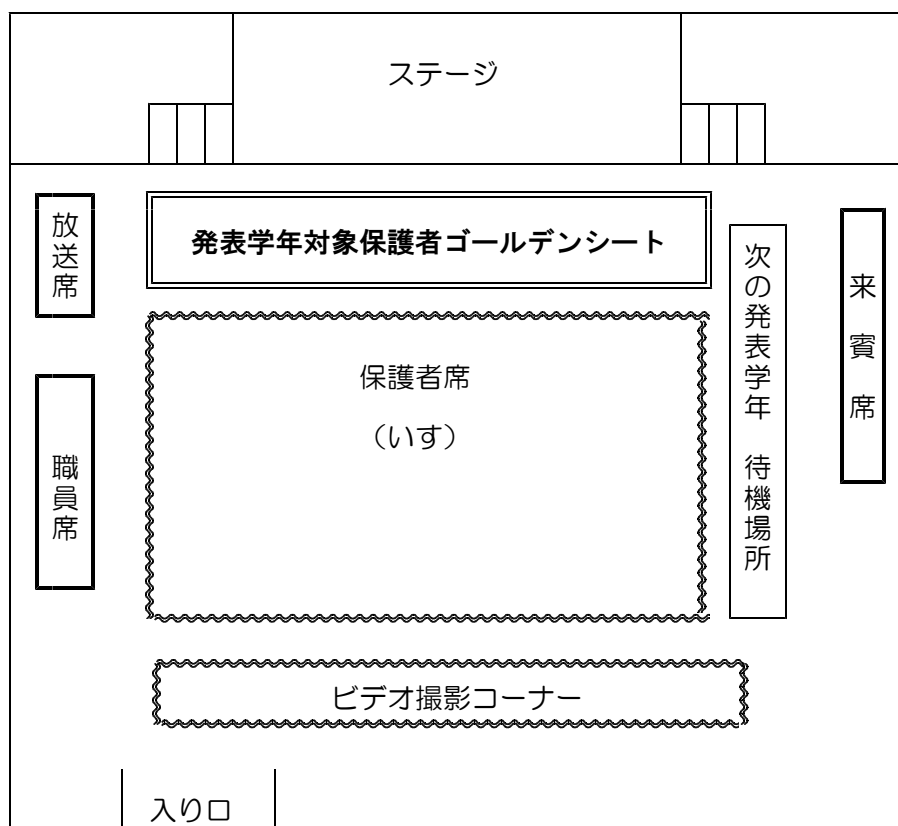 ステージ
放送席
発表学年対象保護者ゴールデンシート
次の発表学年　待機場所
来賓席
保護者席
（いす）
職員席
ビデオ撮影コーナー
入り口